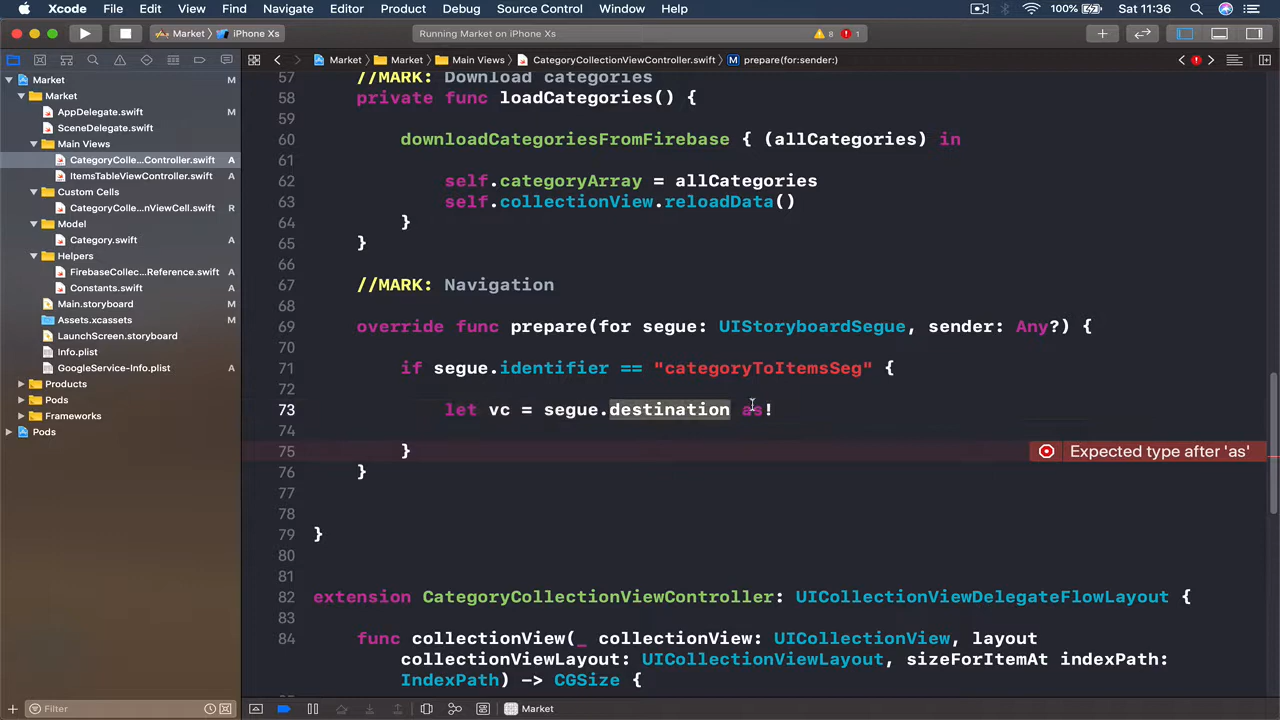 Xcode File Edit View Find Navigate Editor Product Debug Source Control Window Help 100% Sat 11:36
Market > iPhone Xs Running Market on iPhone Xs 8 1
Market > Market > Main Views > CategoryCollectionViewController.swift > M prepare(for:sender:)
Market M
Market
AppDelegate.swift M
SceneDelegate.swift
Main Views
CategoryColle...Controller.swift A
ItemsTableViewController.swift A
Custom Cells
CategoryColle...nViewCell.swift R
Model
Category.swift A
Helpers
FirebaseCollec...Reference.swift A
Constants.swift A
Main.storyboard M
Assets.xcassets M
LaunchScreen.storyboard
Info.plist
GoogleService-Info.plist A
Products
Pods
Frameworks
Pods
Filter
57 //MARK: Download categories
58 private func loadCategories() {
59
60 downloadCategoriesFromFirebase { (allCategories) in
61
62 self.categoryArray = allCategories
63 self.collectionView.reloadData()
64 }
65 }
66
67 //MARK: Navigation
68
69 override func prepare(for segue: UIStoryboardSegue, sender: Any?) {
70
71 if segue.identifier == "categoryToItemsSeg" {
72
73 let vc = segue.destination as!
74
75 } Expected type after 'as'
76 }
77
78
79 }
80
81
82 extension CategoryCollectionViewController: UICollectionViewDelegateFlowLayout {
83
84 func collectionView(_ collectionView: UICollectionView, layout
collectionViewLayout: UICollectionViewLayout, sizeForItemAt indexPath:
IndexPath) -> CGSize {
Market